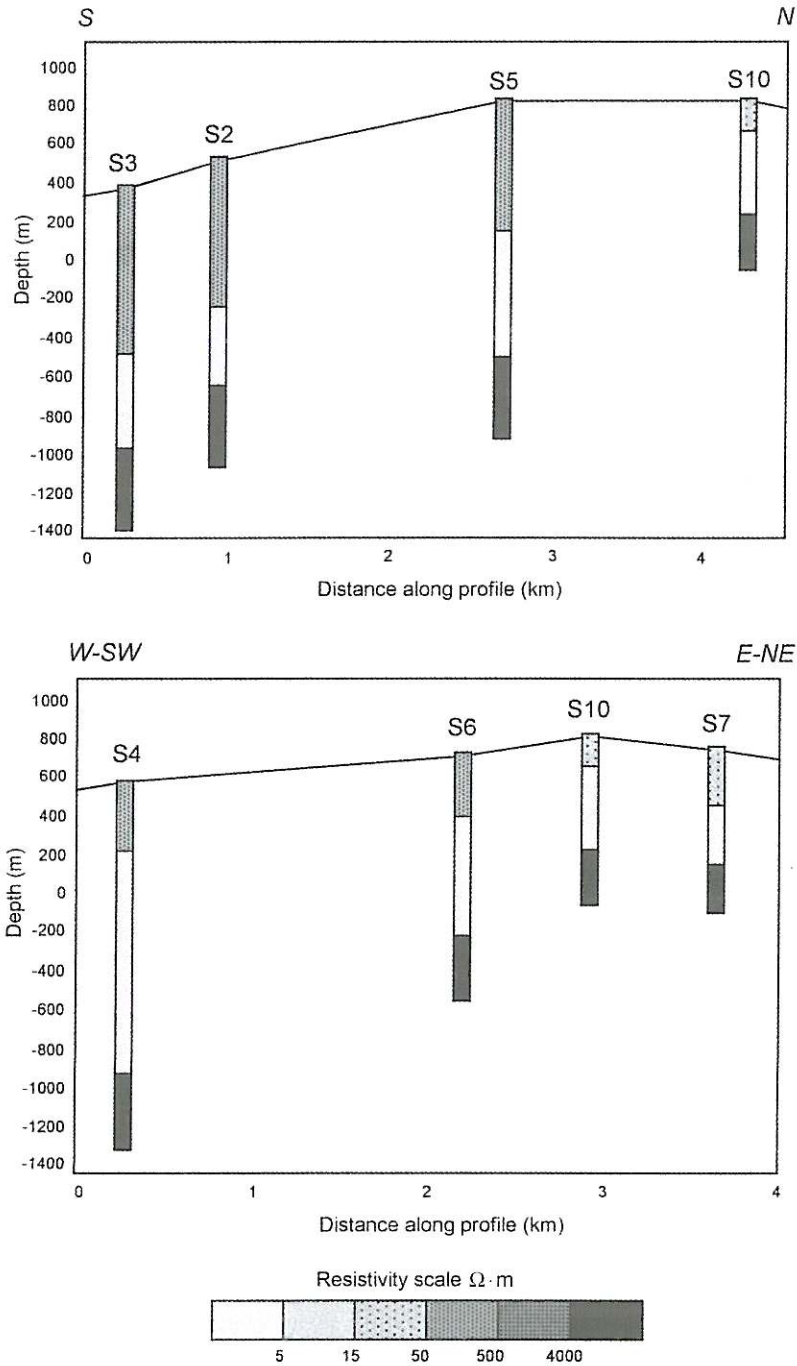 S N
1000
800
600
400
200
0
-200
-400
-600
-800
-1000
-1200
-1400
Depth (m)
S3
S2
S5
S10
0 1 2 3 4
Distance along profile (km)
W-SW E-NE
1000
800
600
400
200
0
-200
-400
-600
-800
-1000
-1200
-1400
Depth (m)
S4
S6
S10
S7
0 1 2 3 4
Distance along profile (km)
Resistivity scale Ω·m
5 15 50 500 4000